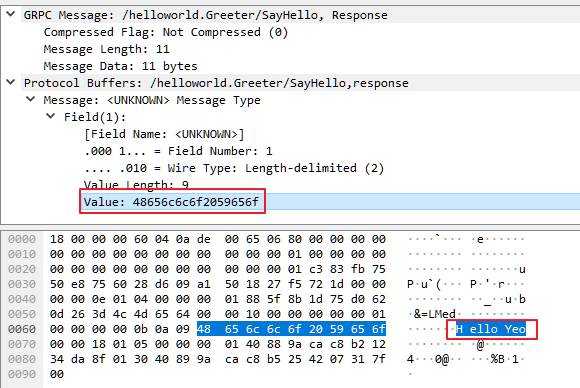 GRPC Message: /helloworld.Greeter/SayHello, Response
Compressed Flag: Not Compressed (0)
Message Length: 11
Message Data: 11 bytes
Protocol Buffers: /helloworld.Greeter/SayHello,response
Message: <UNKNOWN> Message Type
Field(1):
[Field Name: <UNKNOWN>]
.000 1... = Field Number: 1
.... .010 = Wire Type: Length-delimited (2)
Value Length: 9
Value: 48656c6c6f2059656f
0000 18 00 00 00 60 04 0a de 00 65 06 80 00 00 00 00 ····`··· ·e······
0010 00 00 00 00 00 00 00 00 00 00 00 01 00 00 00 00 ········ ········
0020 00 00 00 00 00 00 00 00 00 00 00 01 c3 83 fb 75 ········ ·······u
0030 50 e8 75 60 28 d6 09 a1 50 18 27 f5 72 1d 00 00 P·u`(··· P·'·r···
0040 00 00 0e 01 04 00 00 00 01 88 5f 8b 1d 75 d0 62 ········ ··_··u·b
0050 0d 26 3d 4c 4d 65 64 00 00 10 00 00 00 00 00 01 ·&=LMed· ········
0060 00 00 00 00 0b 0a 09 48 65 6c 6c 6f 20 59 65 6f ·······H ello Yeo
0070 00 00 18 01 05 00 00 00 01 40 88 9a ca c8 b2 12 ········ ·@······
0080 34 da 8f 01 30 40 89 9a ca c8 b5 25 42 07 31 7f 4···0@·· ···%B·1·
0090 00 00 ··